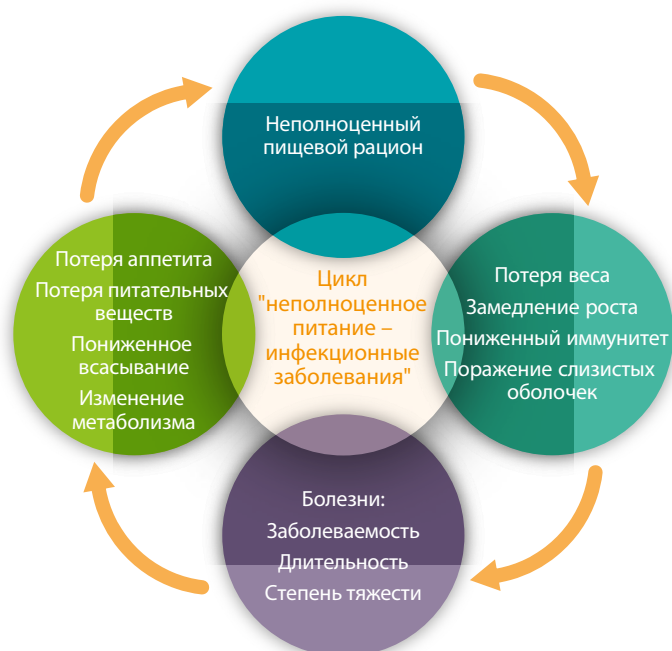 Неполноценный
пищевой рацион
Потеря веса
Замедление роста
Пониженный иммунитет
Поражение слизистых
оболочек
Болезни:
Заболеваемость
Длительность
Степень тяжести
Потеря аппетита
Потеря питательных
веществ
Пониженное
всасывание
Изменение
метаболизма
Цикл
"неполноценное
питание –
инфекционные
заболевания"